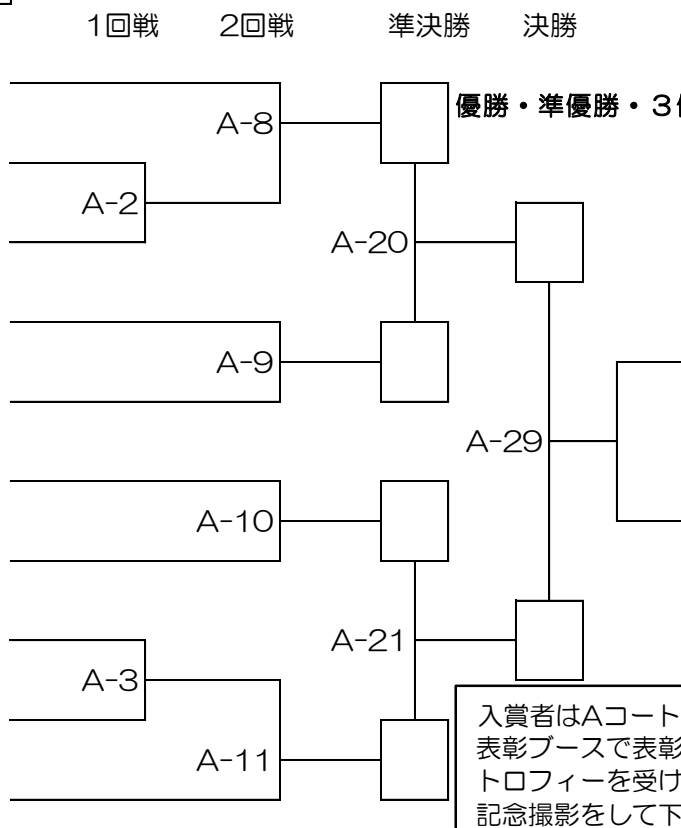 1回戦 2回戦 準決勝 決勝
優勝・準優勝・3
A-8
A-2
A-20
A-9
A-29
A-10
A-21
A-3
A-11
入賞者はAコート
表彰ブースで表彰
トロフィーを受け
記念撮影をして下